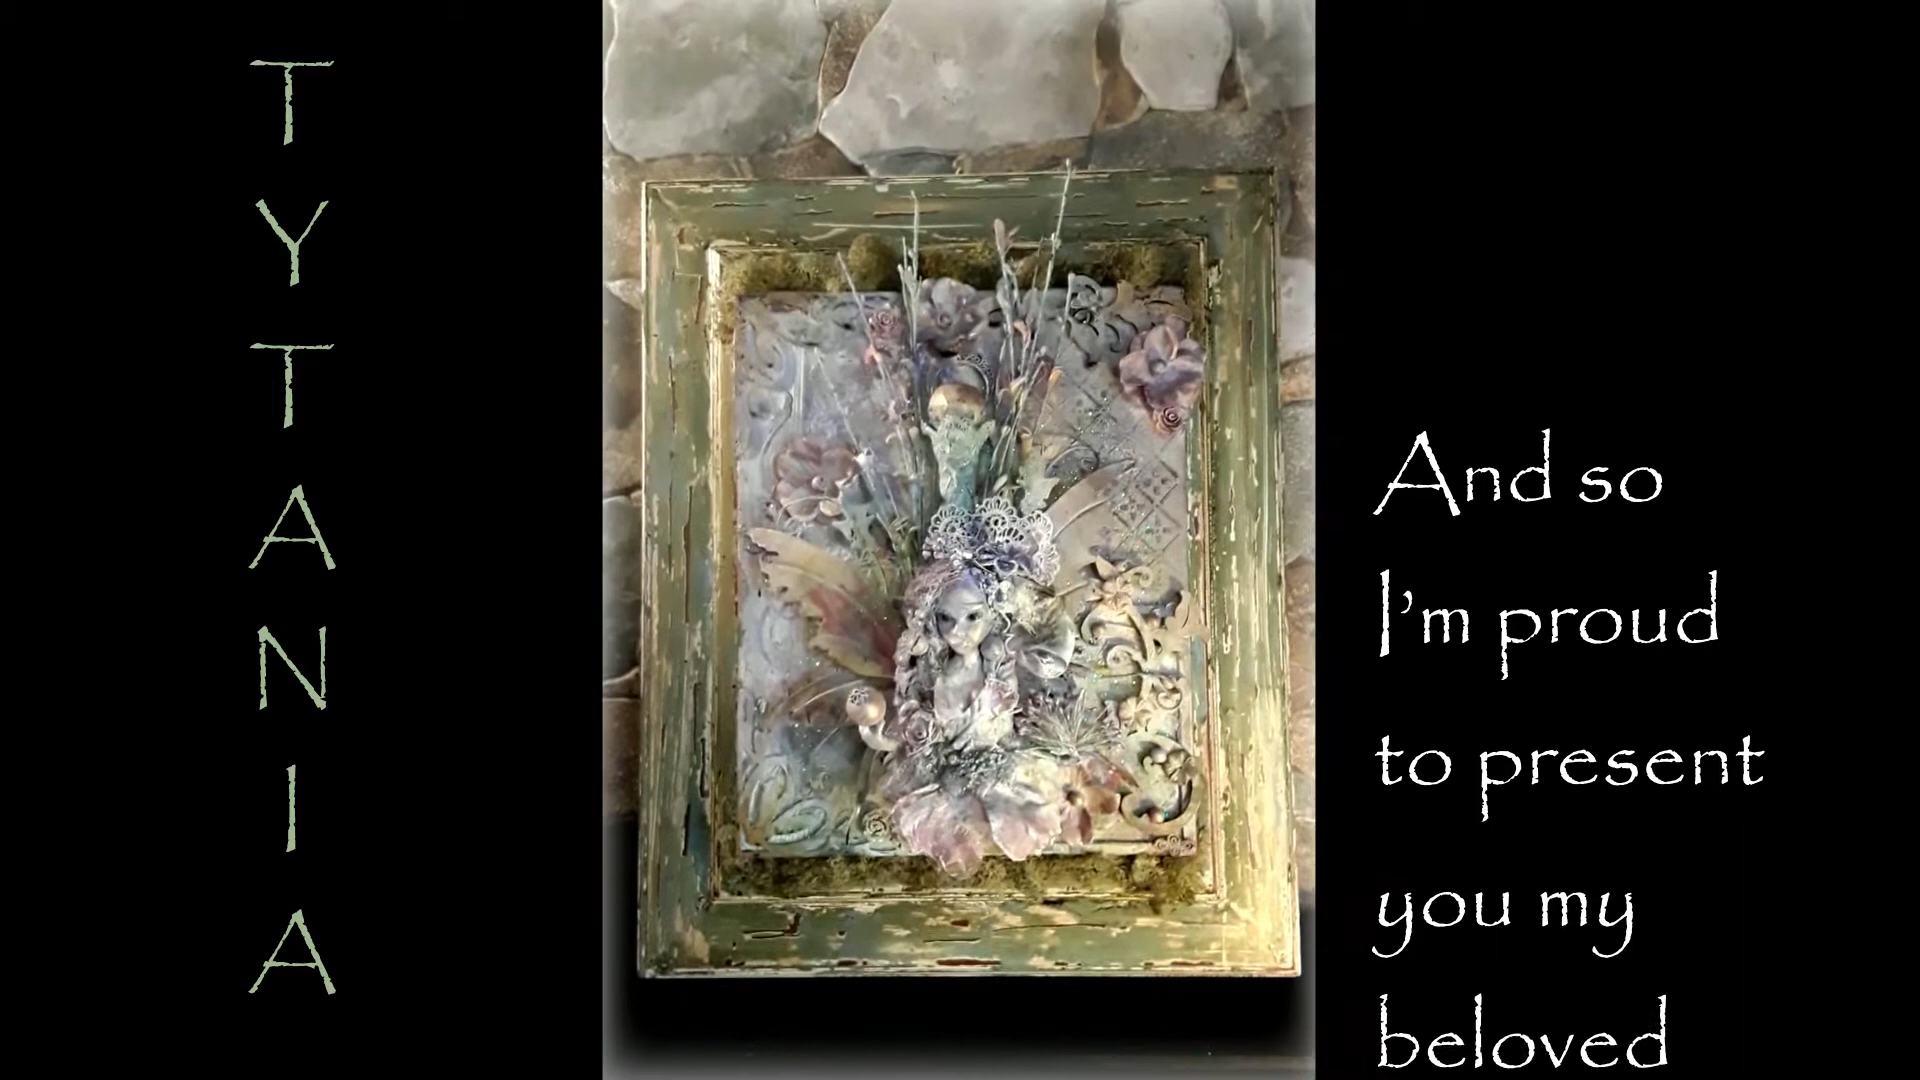 TYTANIA
And so
I'm proud
to present
you my
beloved